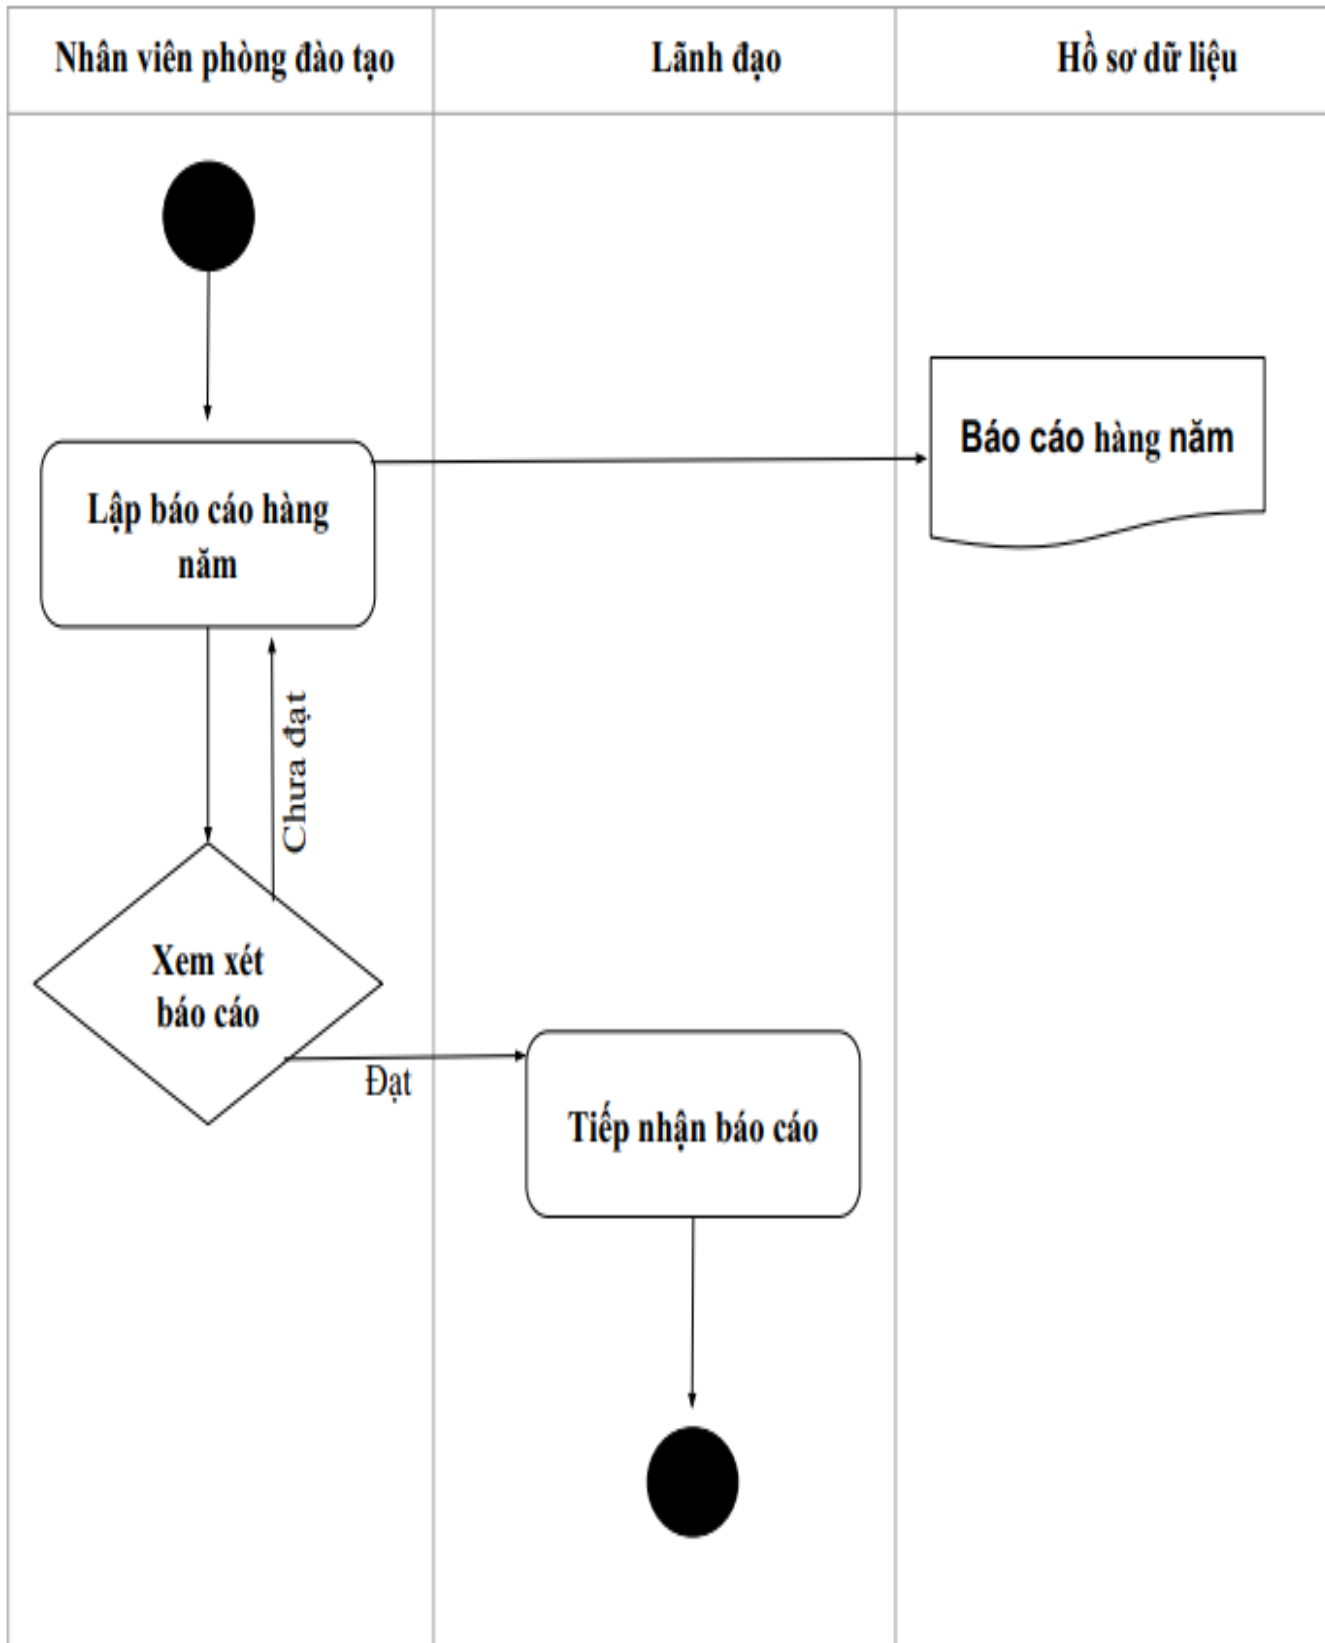 Nhân viên phòng đào tạo
Lãnh đạo
Hồ sơ dữ liệu
Báo cáo hàng năm
Lập báo cáo hàng
năm
Chưa đạt
Xem xét
báo cáo
Đạt
Tiếp nhận báo cáo